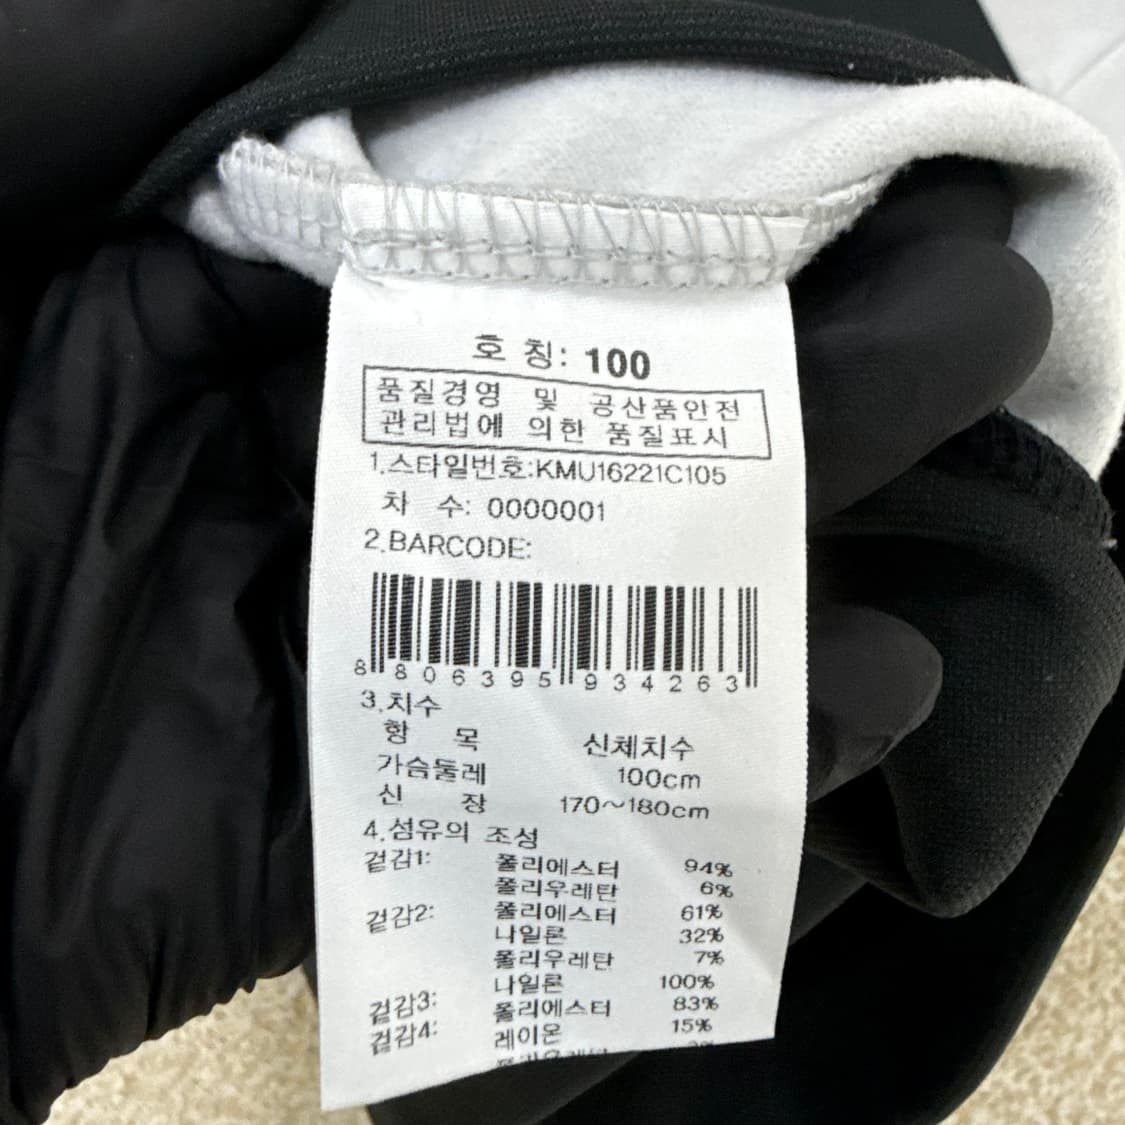 호 칭: 100
품질경영 및 공산품안전
관리법에 의한 품질표시
1.스타일번호:KMU16221C105
차 수: 0000001
2.BARCODE:
8 806395 934263
3.치수
항 목 신체치수
가슴둘레 100cm
신 장 170~180cm
4.섬유의 조성
겉감1: 폴리에스터 94%
폴리우레탄 6%
겉감2: 폴리에스터 61%
나일론 32%
폴리우레탄 7%
나일론 100%
겉감3: 폴리에스터 83%
겉감4: 레이온 15%